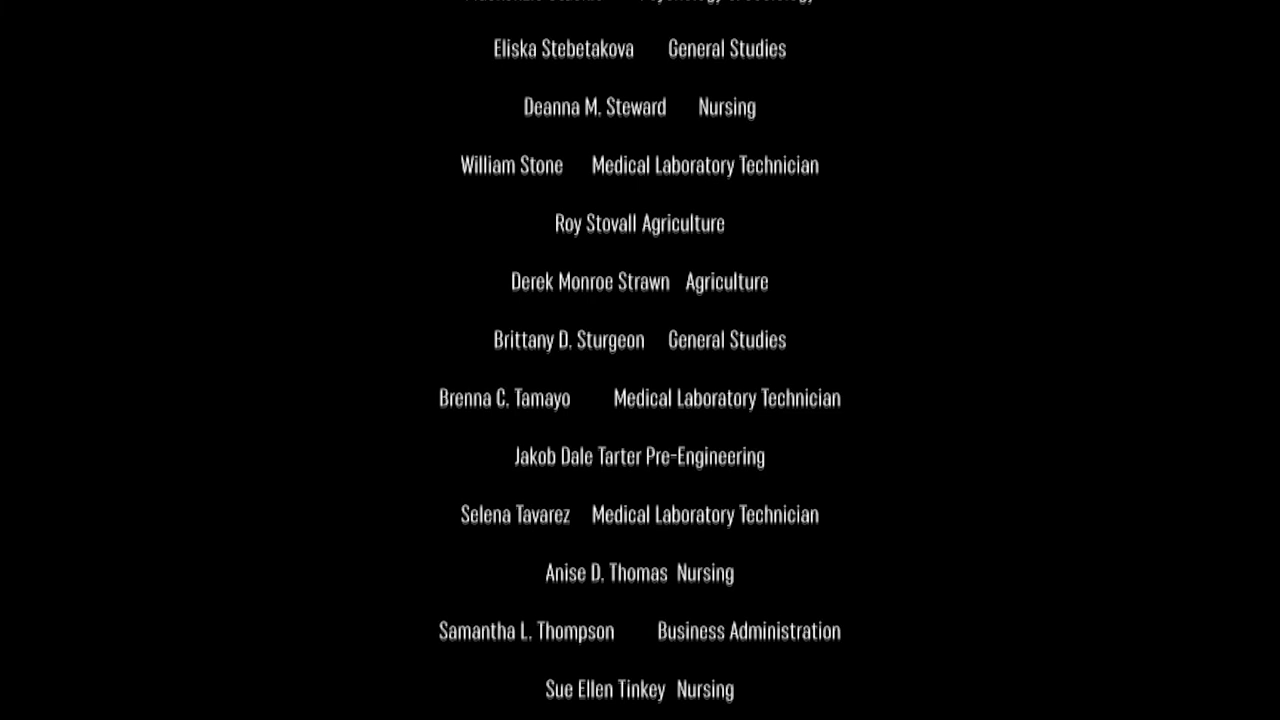 Eliska Stebetakova General Studies
Deanna M. Steward Nursing
William Stone Medical Laboratory Technician
Roy Stovall Agriculture
Derek Monroe Strawn Agriculture
Brittany D. Sturgeon General Studies
Brenna C. Tamayo Medical Laboratory Technician
Jakob Dale Tarter Pre-Engineering
Selena Tavarez Medical Laboratory Technician
Anise D. Thomas Nursing
Samantha L. Thompson Business Administration
Sue Ellen Tinkey Nursing